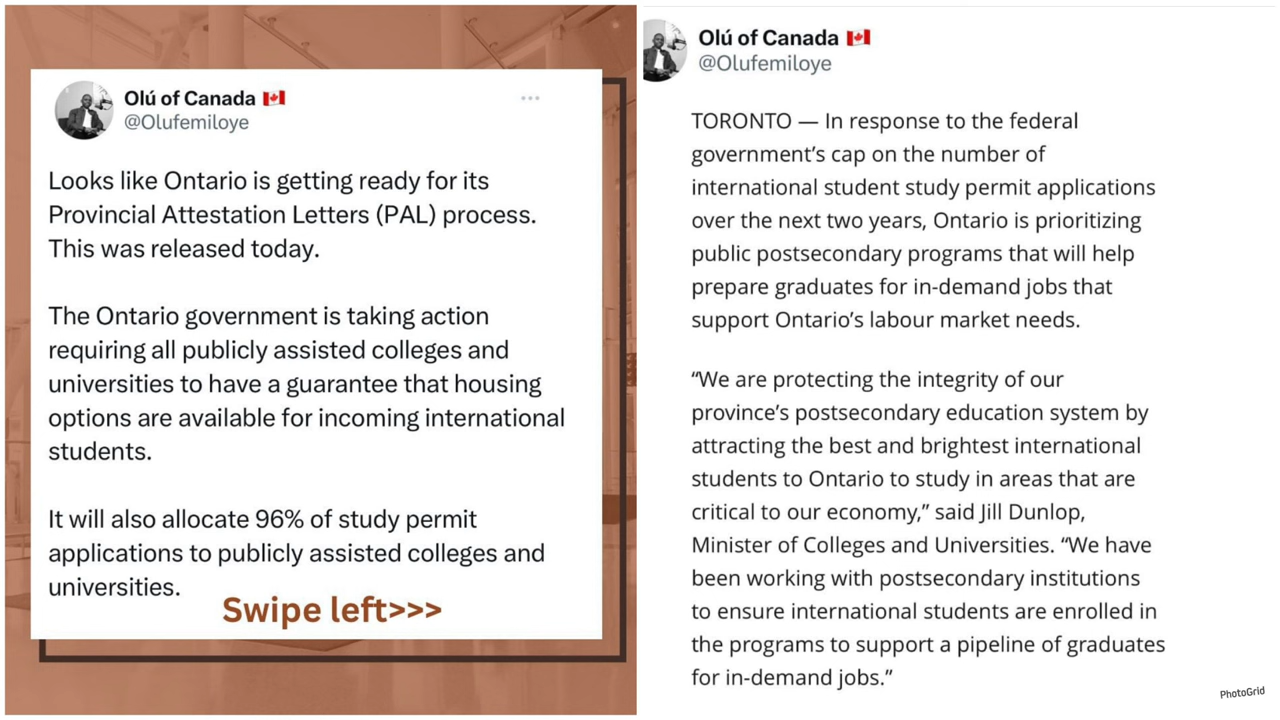 Olú of Canada 🇨🇦
@Olufemiloye
Looks like Ontario is getting ready for its
Provincial Attestation Letters (PAL) process.
This was released today.
The Ontario government is taking action
requiring all publicly assisted colleges and
universities to have a guarantee that housing
options are available for incoming international
students.
It will also allocate 96% of study permit
applications to publicly assisted colleges and
universities.
Swipe left>>>
Olú of Canada 🇨🇦
@Olufemiloye
TORONTO — In response to the federal
government’s cap on the number of
international student study permit applications
over the next two years, Ontario is prioritizing
public postsecondary programs that will help
prepare graduates for in-demand jobs that
support Ontario’s labour market needs.
“We are protecting the integrity of our
province’s postsecondary education system by
attracting the best and brightest international
students to Ontario to study in areas that are
critical to our economy,” said Jill Dunlop,
Minister of Colleges and Universities. “We have
been working with postsecondary institutions
to ensure international students are enrolled in
the programs to support a pipeline of graduates
for in-demand jobs.”
PhotoGrid